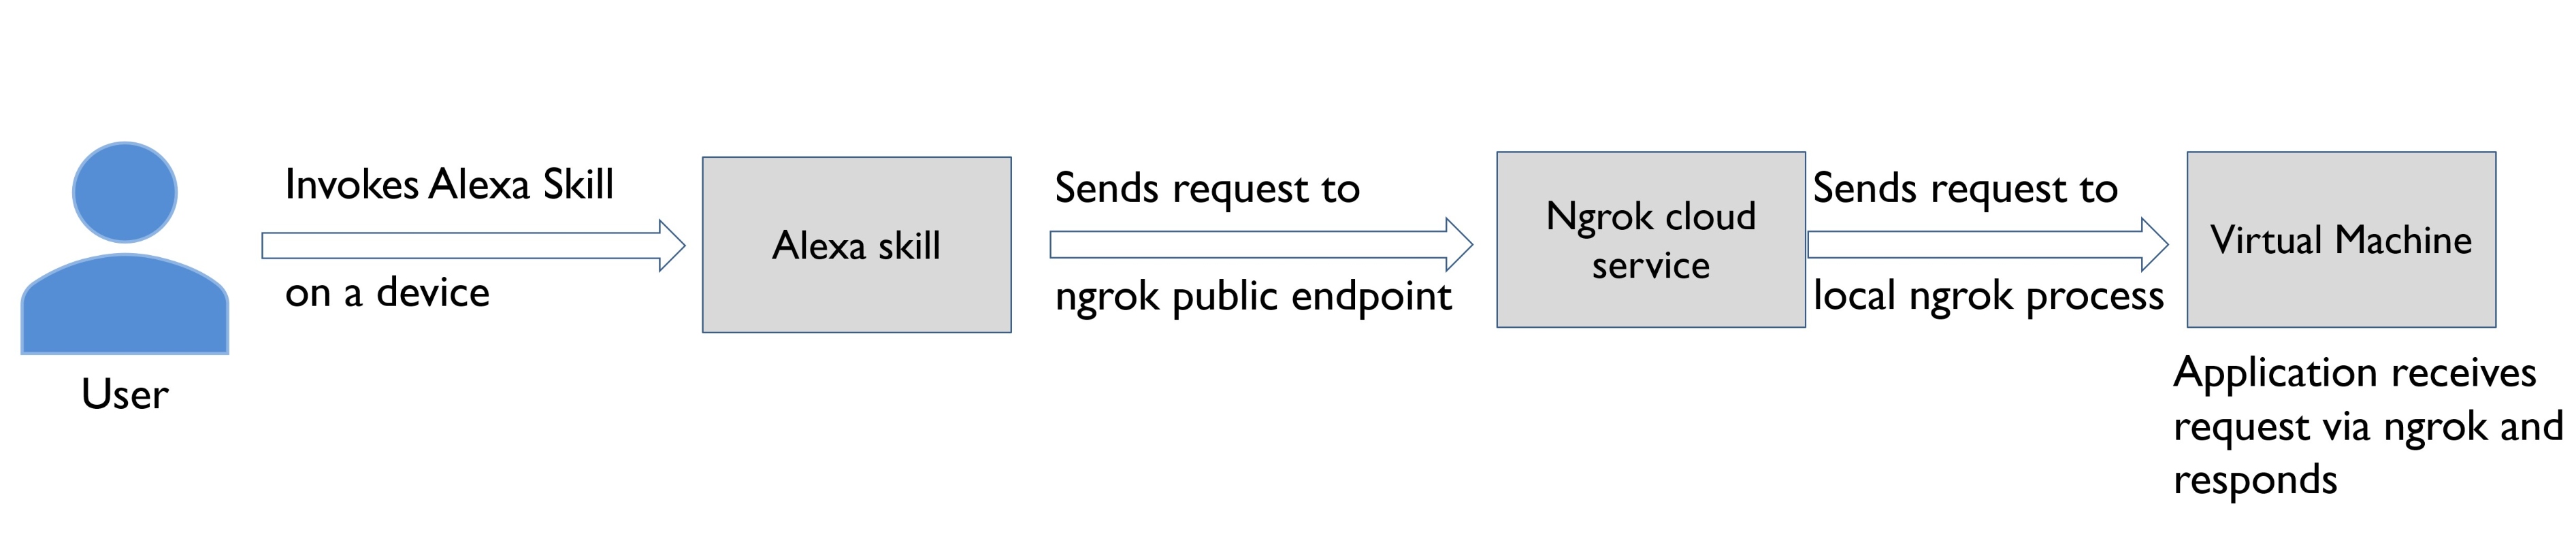 Invokes Alexa Skill
on a device
User
Alexa skill
Sends request to
ngrok public endpoint
Ngrok cloud
service
Sends request to
local ngrok process
Virtual Machine
Application receives
request via ngrok and
responds